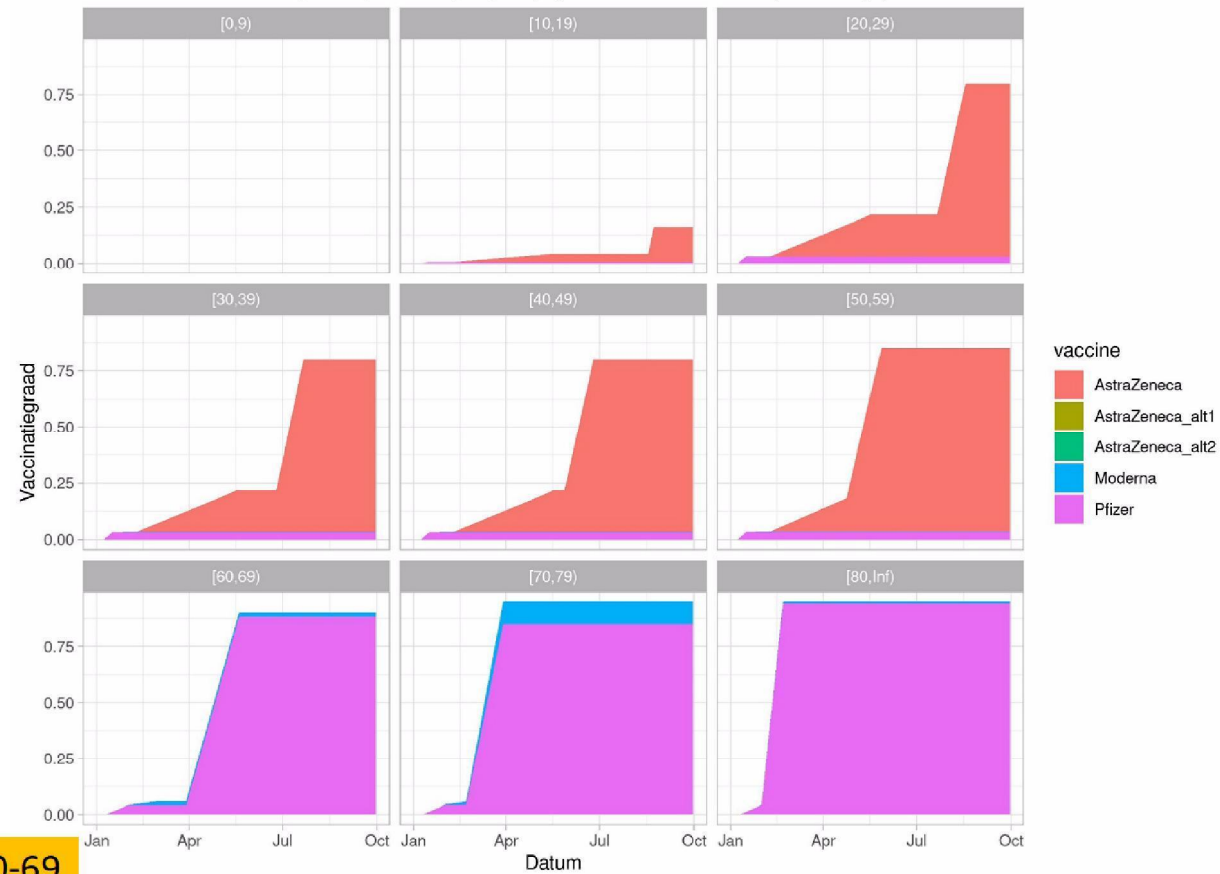 [0,9)
[10,19)
[20,29)
0.75
0.50
0.25
0.00
[30,39)
[40,49)
[50,59)
0.75
0.50
0.25
0.00
Vaccinatiegraad
vaccine
AstraZeneca
AstraZeneca_alt1
AstraZeneca_alt2
Moderna
Pfizer
[60,69)
[70,79)
[80,Inf)
0.75
0.50
0.25
0.00
Jan Apr Jul Oct Jan Apr Jul Oct Jan Apr Jul Oct
Datum
0-69